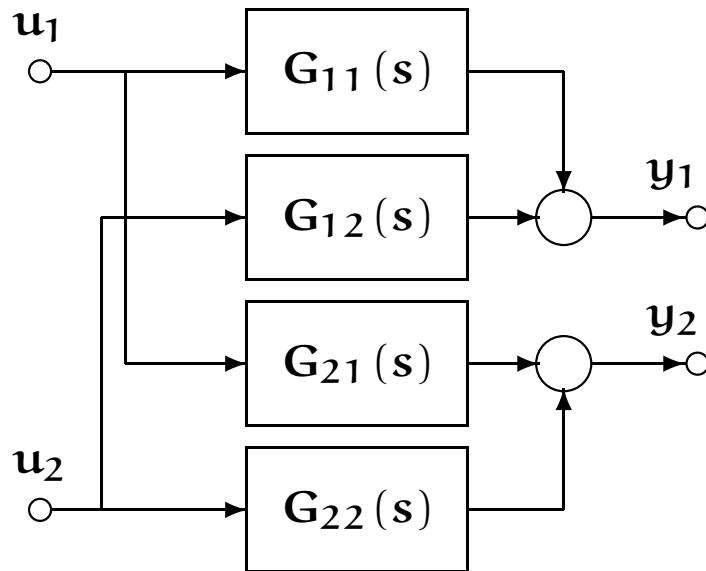 u₁
G₁₁(s)
y₁
G₁₂(s)
y₂
G₂₁(s)
u₂
G₂₂(s)